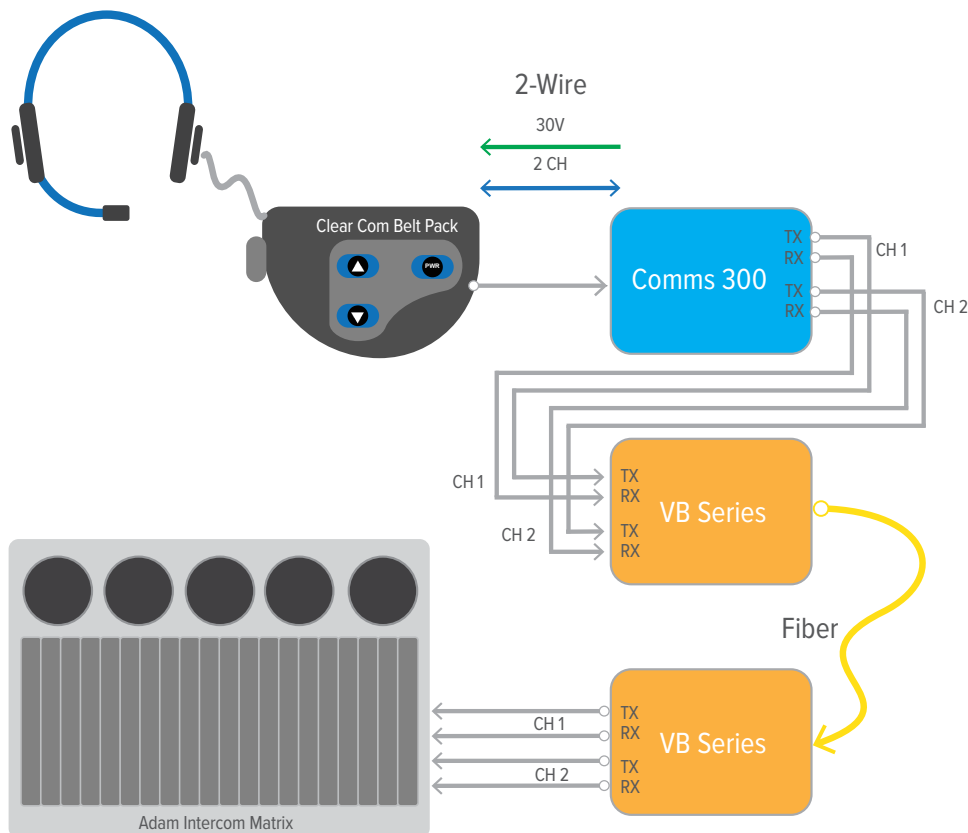 2-Wire
30V
2 CH
Clear Com Belt Pack
PWR
Comms 300
TX
RX
TX
RX
CH 1
CH 2
CH 1
CH 2
TX
RX
TX
RX
VB Series
Fiber
CH 1
CH 2
TX
RX
TX
RX
VB Series
Adam Intercom Matrix